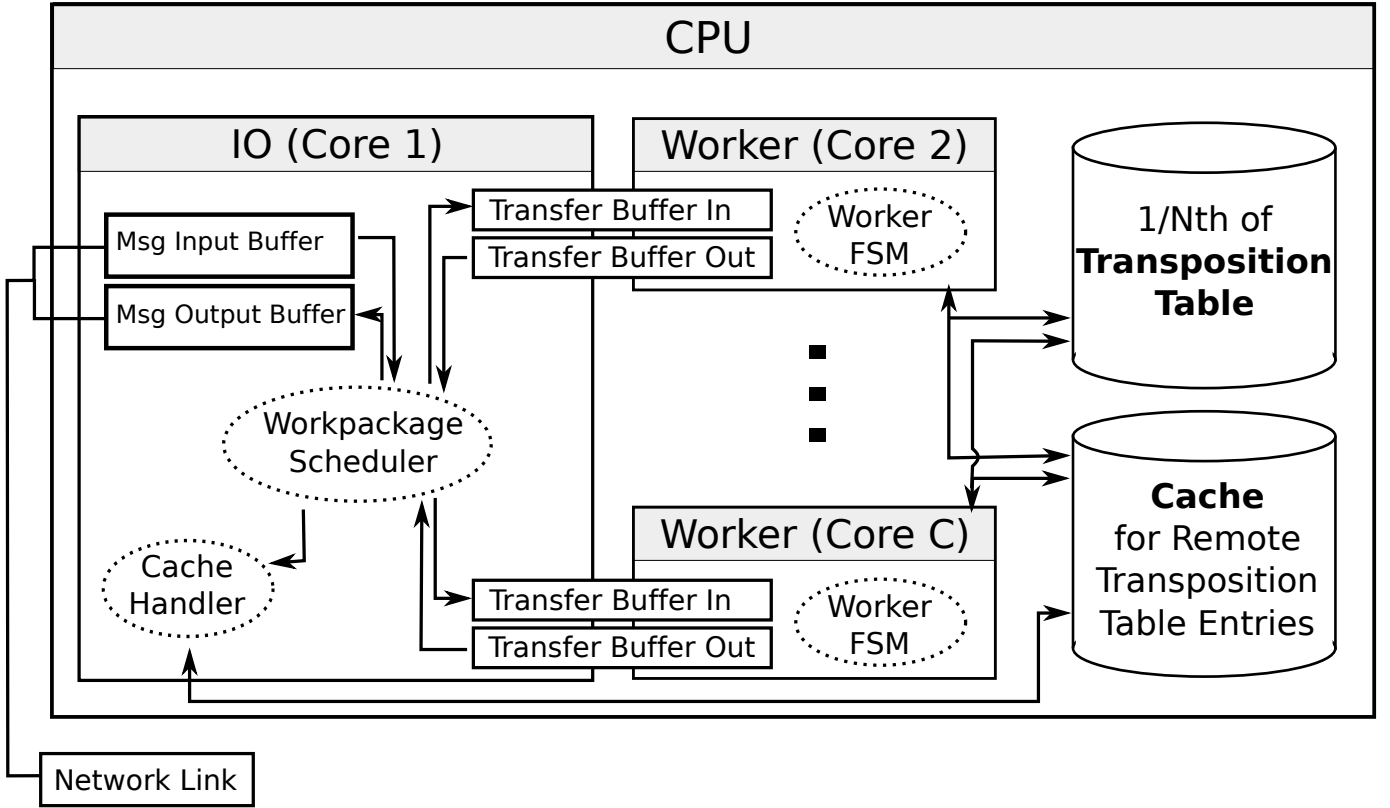 CPU
IO (Core 1)
Msg Input Buffer
Msg Output Buffer
Workpackage
Scheduler
Cache
Handler
Worker (Core 2)
Transfer Buffer In
Transfer Buffer Out
Worker
FSM
Worker (Core C)
Transfer Buffer In
Transfer Buffer Out
Worker
FSM
1/Nth of
Transposition
Table
Cache
for Remote
Transposition
Table Entries
Network Link